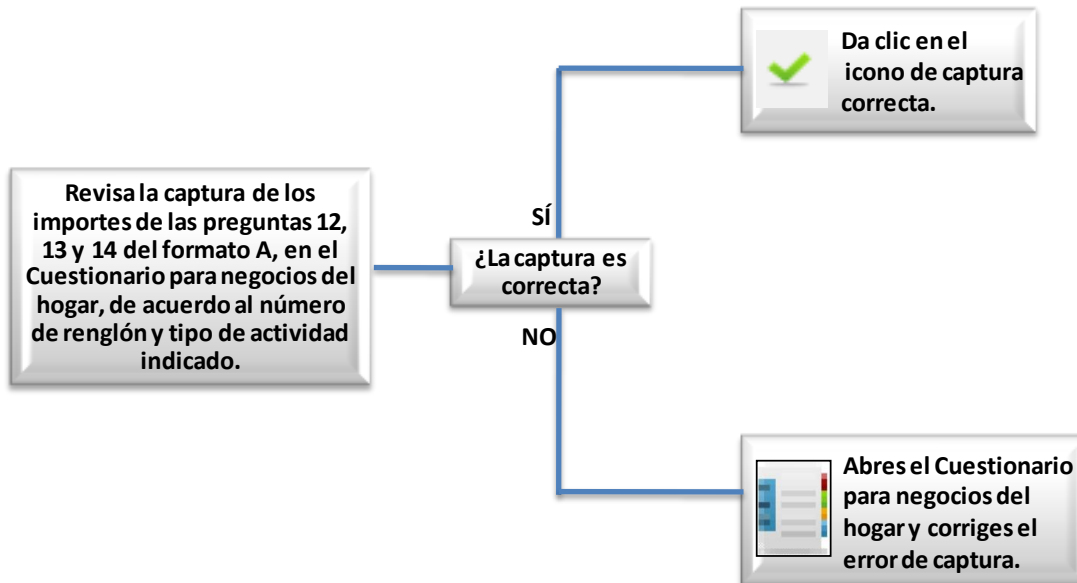 Revisa la captura de los
importes de las preguntas 12,
13 y 14 del formato A, en el
Cuestionario para negocios del
hogar, de acuerdo al número
de renglón y tipo de actividad
indicado.
¿La captura es
correcta?
SÍ
Da clic en el
icono de captura
correcta.
NO
Abres el Cuestionario
para negocios del
hogar y corriges el
error de captura.